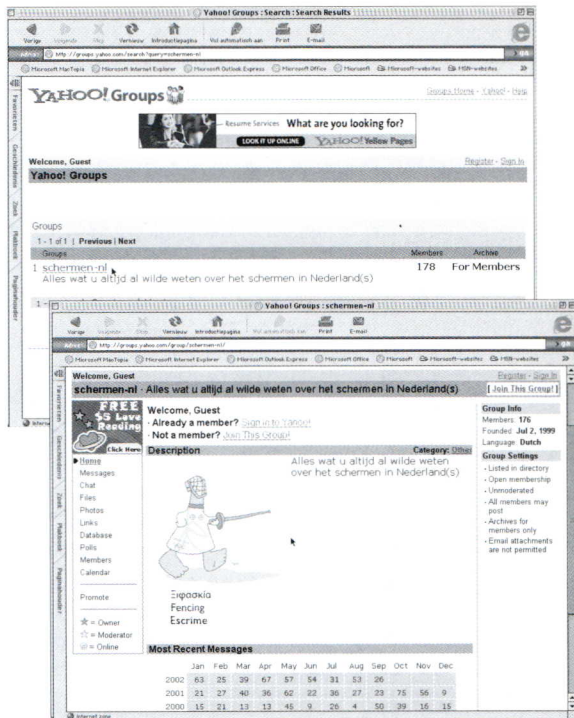 Yahoo! Groups : Search : Search Results
Vorige Volgende Stop Vernieuw Introductiepagina Vul automatisch aan Print E-mail
Adres: http://groups.yahoo.com/search?query=schermen-nl
Microsoft MacTopia Microsoft Internet Explorer Microsoft Outlook Express Microsoft Office Microsoft Microsoft-websites MSN-websites
Favorieten
Geschiedenis
Zoek
Plakboek
Paginahouder
YAHOO! Groups
Groups Home - Yahoo! - Help
Resume Services What are you looking for?
LOOK IT UP ONLINE YAHOO! Yellow Pages
Welcome, Guest
Register - Sign In
Yahoo! Groups
Groups
1 - 1 of 1 | Previous | Next
Groups Members Archive
1 schermen-nl 178 For Members
Alles wat u altijd al wilde weten over het schermen in Nederland(s)
Yahoo! Groups : schermen-nl
Vorige Volgende Stop Vernieuw Introductiepagina Vul automatisch aan Print E-mail
Adres: http://groups.yahoo.com/group/schermen-nl/
Microsoft MacTopia Microsoft Internet Explorer Microsoft Outlook Express Microsoft Office Microsoft Microsoft-websites MSN-websites
Favorieten
Geschiedenis
Zoek
Plakboek
Paginahouder
Welcome, Guest
Register - Sign In
schermen-nl · Alles wat u altijd al wilde weten over het schermen in Nederland(s)
[ Join This Group! ]
FREE
$5 Love
Reading
Click Here
Home
Messages
Chat
Files
Photos
Links
Database
Polls
Members
Calendar
Promote
= Owner
= Moderator
= Online
Welcome, Guest
· Already a member? Sign in to Yahoo!
· Not a member? Join This Group!
Description Category: Other
Alles wat u altijd al wilde weten
over het schermen in Nederland(s)
Ξιφασκια
Fencing
Escrime
Group Info
Members: 176
Founded: Jul 2, 1999
Language: Dutch
Group Settings
· Listed in directory
· Open membership
· Unmoderated
· All members may
post
· Archives for
members only
· Email attachments
are not permitted
Most Recent Messages
Jan Feb Mar Apr May Jun Jul Aug Sep Oct Nov Dec
2002 63 25 39 67 57 54 31 53 26
2001 21 27 40 36 62 22 36 27 23 75 56 9
2000 15 21 13 13 45 9 26 4 50 39 16 15
Internet zone